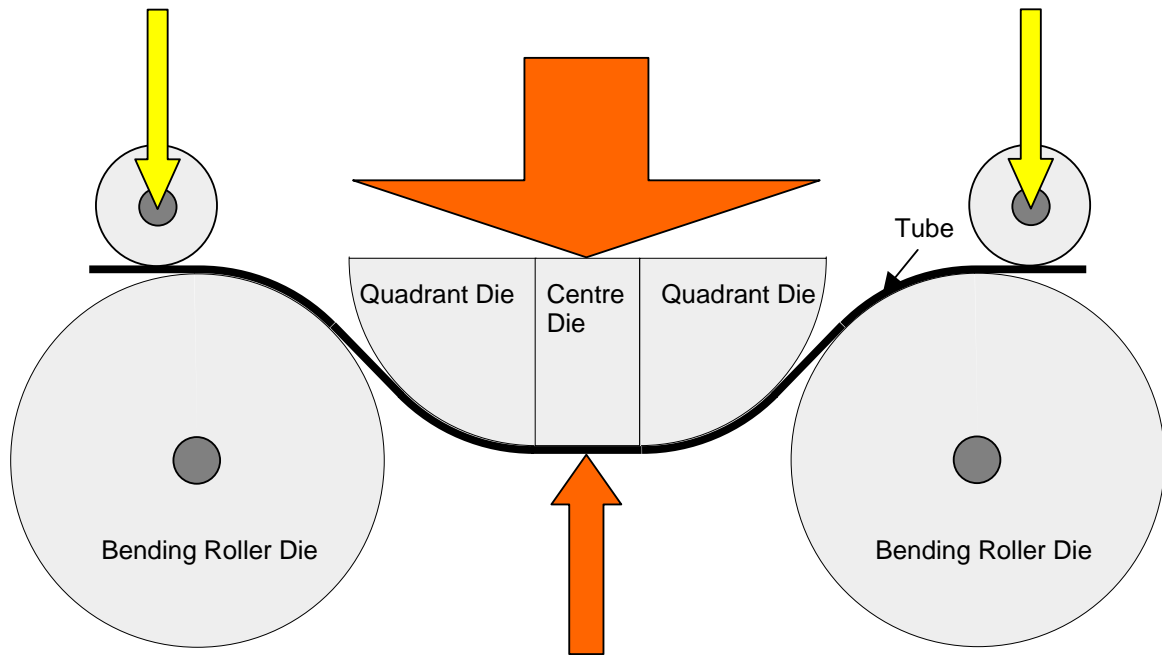 Tube
Quadrant Die
Centre
Die
Quadrant Die
Bending Roller Die
Bending Roller Die